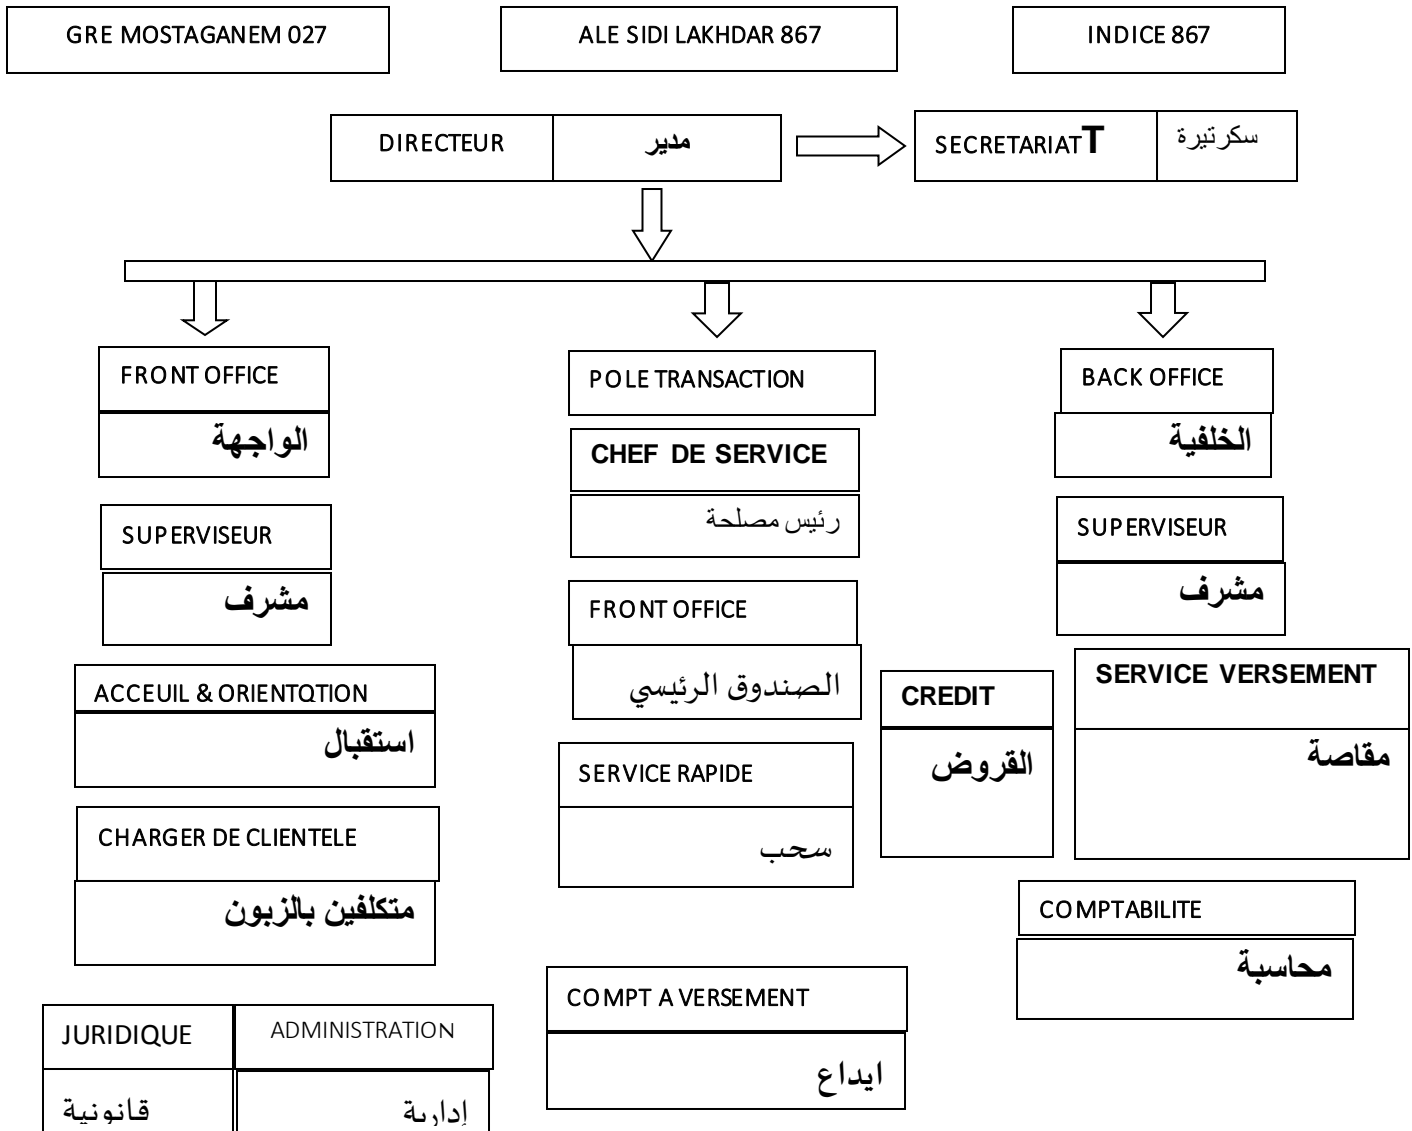 GRE MOSTAGANEM 027
ALE SIDI LAKHDAR 867
INDICE 867
DIRECTEUR
مدير
SECRETARIATT
سكرتيرة
FRONT OFFICE
الواجهة
SUPERVISEUR
مشرف
ACCEUIL & ORIENTQTION
استقبال
CHARGER DE CLIENTELE
متكلفين بالزبون
JURIDIQUE
قانونية
ADMINISTRATION
إدارية
POLE TRANSACTION
CHEF DE SERVICE
رئيس مصلحة
FRONT OFFICE
الصندوق الرئيسي
SERVICE RAPIDE
سحب
COMPT A VERSEMENT
ايداع
BACK OFFICE
الخلفية
SUPERVISEUR
مشرف
CREDIT
القروض
SERVICE VERSEMENT
مقاصة
COMPTABILITE
محاسبة